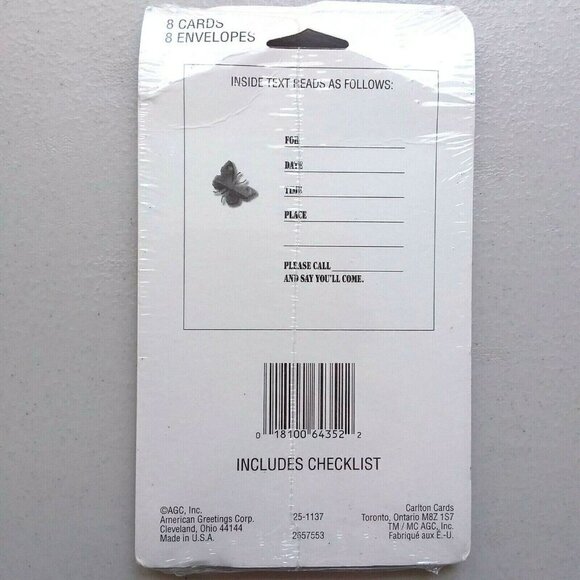 8 CARDS
8 ENVELOPES
INSIDE TEXT READS AS FOLLOWS:
FOR
DATE
TIME
PLACE
PLEASE CALL
AND SAY YOU'LL COME.
0 18100 64352 2
INCLUDES CHECKLIST
©AGC, Inc.
American Greetings Corp.
Cleveland, Ohio 44144
Made in U.S.A.
25-1137
2657553
Carlton Cards
Toronto, Ontario M8Z 1S7
TM / MC AGC, Inc.
Fabriqué aux É.-U.